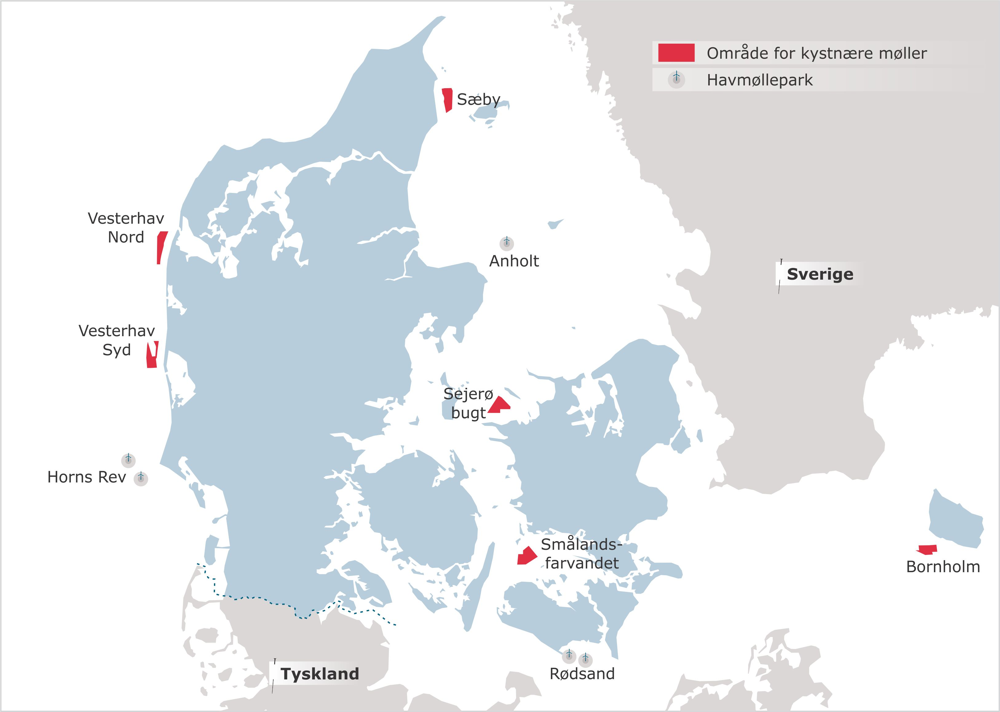 Område for kystnære møller
Havmøllepark
Sæby
Vesterhav
Nord
Anholt
Sverige
Vesterhav
Syd
Sejerø
bugt
Horns Rev
Smålands-
farvandet
Bornholm
Tyskland
Rødsand